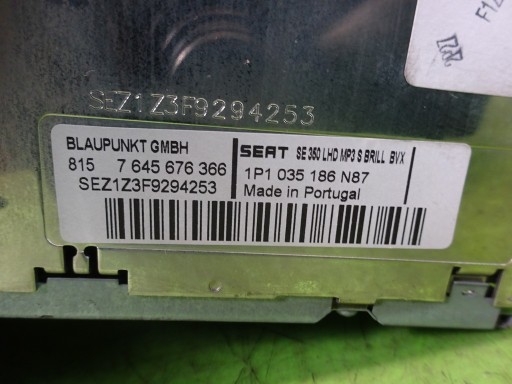 SEZ1Z3F9294253
BLAUPUNKT GMBH
815 7 645 676 366
SEZ1Z3F9294253
SEAT SE 350 LHD MP3 S BRILL BVX
1P1 035 186 N87
Made in Portugal